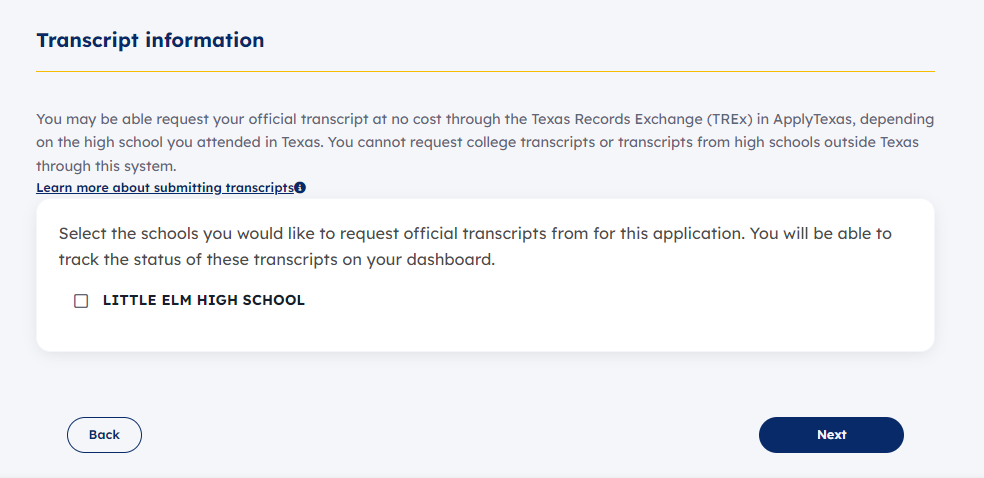 Transcript information
You may be able request your official transcript at no cost through the Texas Records Exchange (TREx) in ApplyTexas, depending
on the high school you attended in Texas. You cannot request college transcripts or transcripts from high schools outside Texas
through this system.
Learn more about submitting transcripts
Select the schools you would like to request official transcripts from for this application. You will be able to
track the status of these transcripts on your dashboard.
LITTLE ELM HIGH SCHOOL
Back
Next